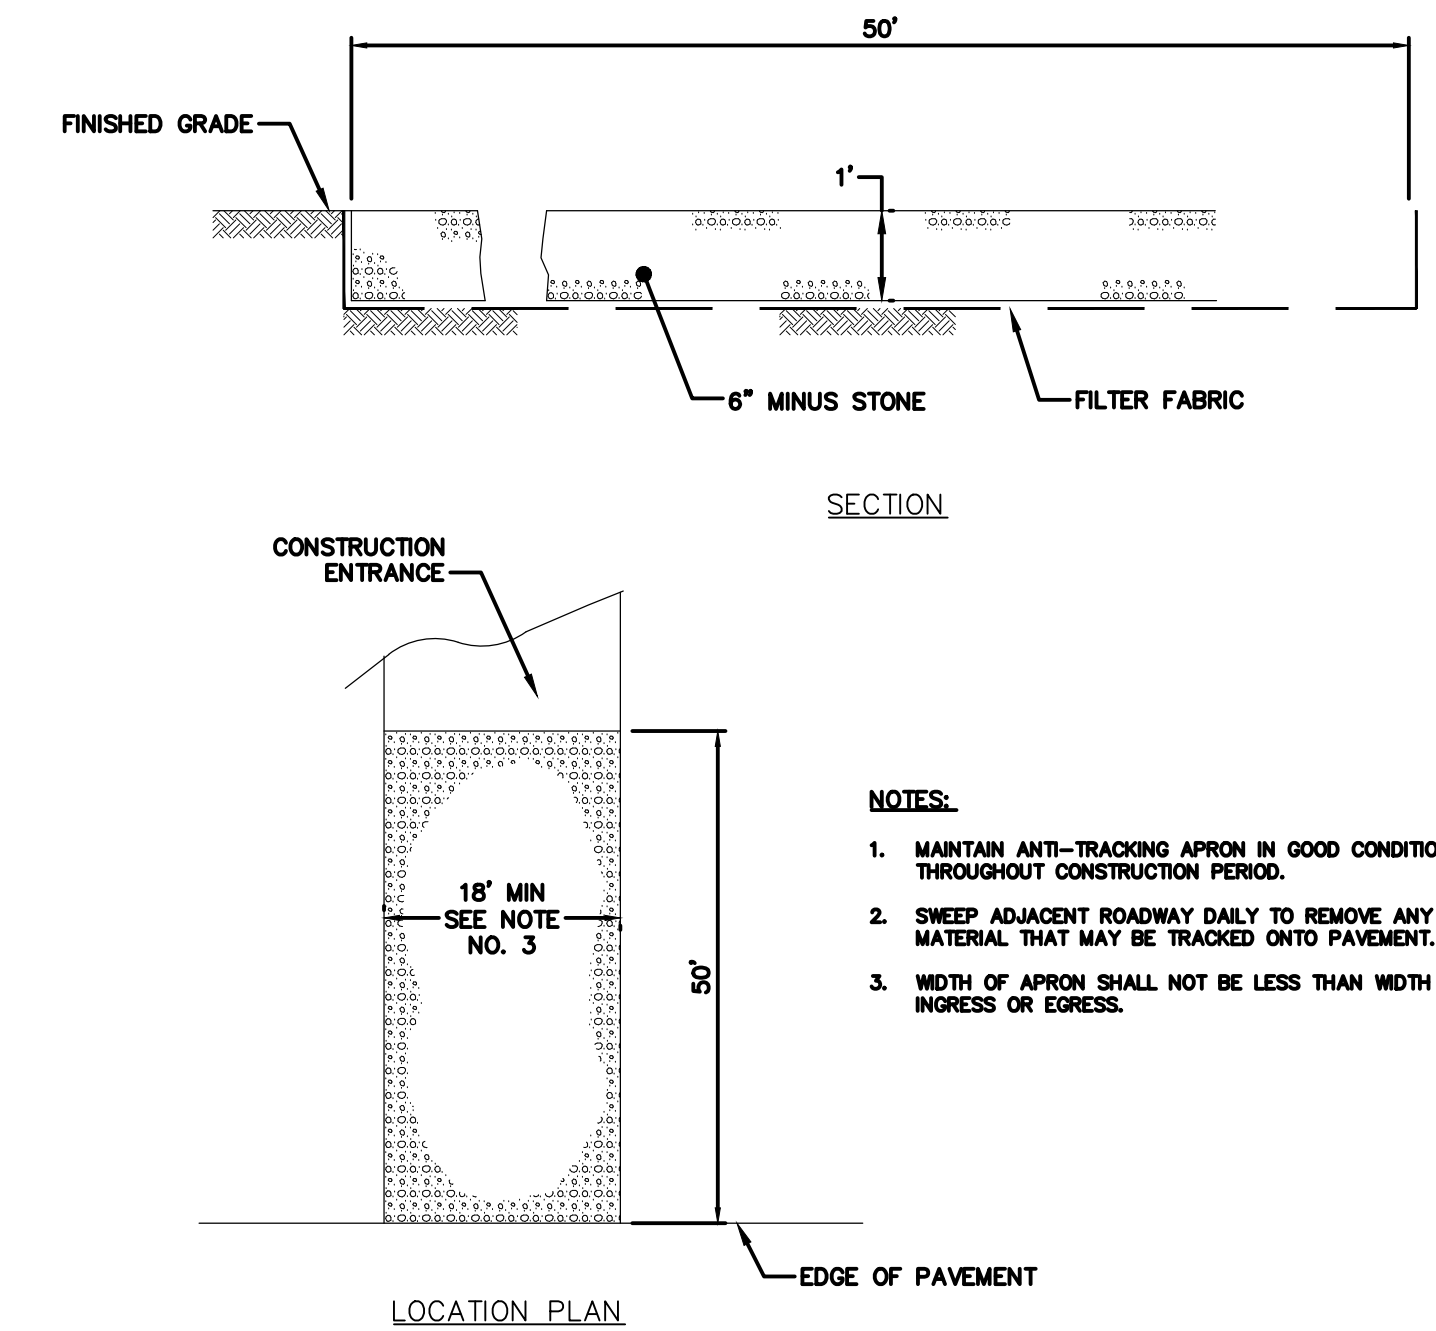 50'
FINISHED GRADE
1'
6" MINUS STONE
FILTER FABRIC
SECTION
CONSTRUCTION
ENTRANCE
18' MIN
SEE NOTE
NO. 3
50'
EDGE OF PAVEMENT
LOCATION PLAN
NOTES:
1. MAINTAIN ANTI-TRACKING APRON IN GOOD
THROUGHOUT CONSTRUCTION PERIOD.
2. SWEEP ADJACENT ROADWAY DAILY TO REMOVE ANY
MATERIAL THAT MAY BE TRACKED ONTO PAVEMENT.
3. WIDTH OF APRON SHALL NOT BE LESS THAN WIDTH
INGRESS OR EGRESS.